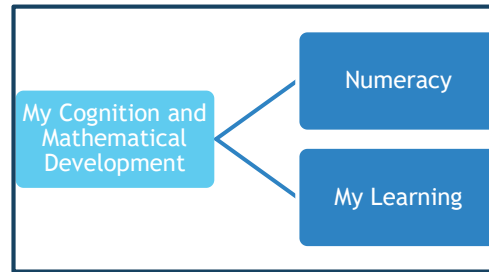 My Cognition and
Mathematical
Development
Numeracy
My Learning